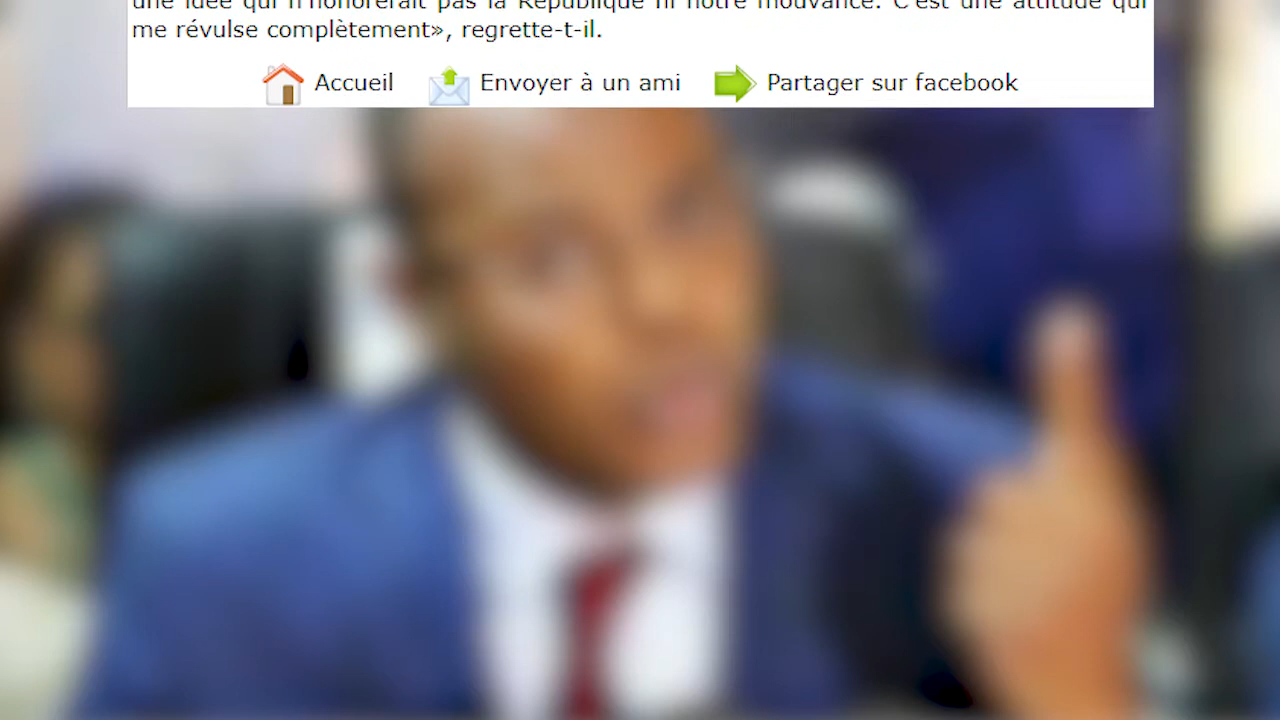 une idée qui n'honorerait pas la République ni notre mouvance. C'est une attitude qui
me révulse complètement», regrette-t-il.
Accueil Envoyer à un ami Partager sur facebook